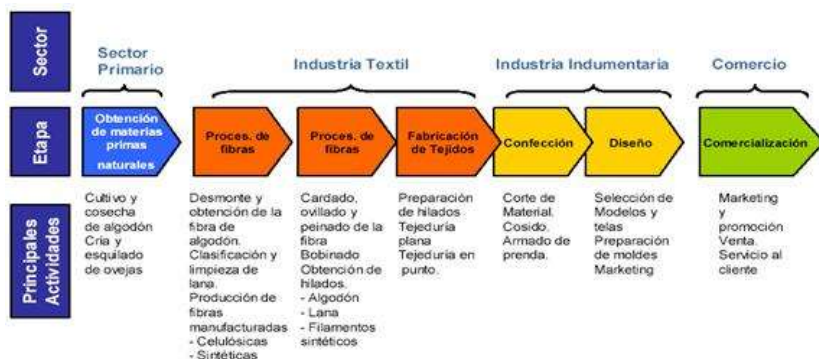 Sector
Sector
Primario
Industria Textil
Industria Indumentaria
Comercio
Etapa
Obtención
de materias
primas
naturales
Proces. de
fibras
Proces. de
fibras
Fabricación
de Tejidos
Confección
Diseño
Comercialización
Principales
Actividades
Cultivo y
cosecha
de algodón
Cría y
esquilado
de ovejas
Desmonte y
obtención de la
fibra de
algodón.
Clasificación y
limpieza de
lana.
Producción de
fibras
manufacturadas
- Celulósicas
- Sintéticas
Cardado,
ovillado y
peinado de la
fibra
Bobinado
Obtención de
hilados.
- Algodón
- Lana
- Filamentos
sintéticos
Preparación
de hilados
Tejeduría
plana
Tejeduría en
punto.
Corte de
Material.
Cosido.
Armado de
prenda.
Selección de
Modelos y
telas
Preparación
de moldes
Marketing
Marketing
y
promoción
Venta.
Servicio al
cliente